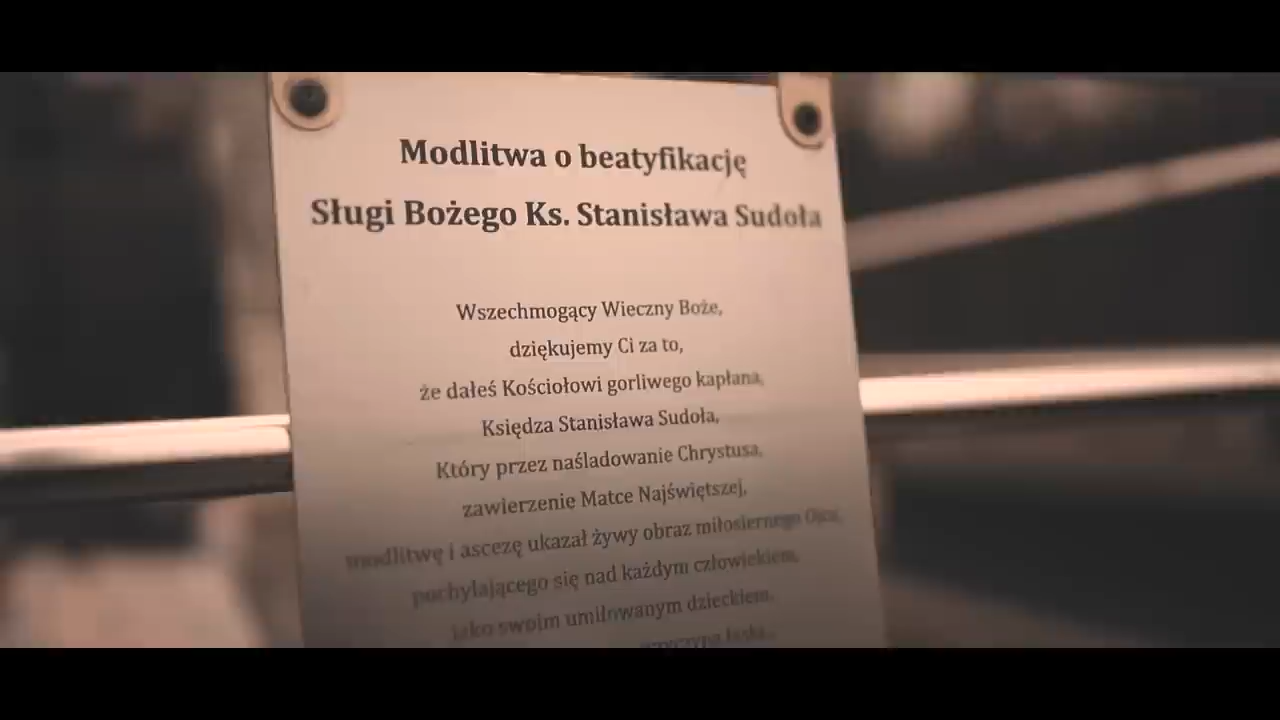 Modlitwa o beatyfikację
Sługi Bożego Ks. Stanisława Sudoła
Wszechmogący Wieczny Boże,
dziękujemy Ci za to,
że dałeś Kościołowi gorliwego kapłana,
Księdza Stanisława Sudoła,
Który przez naśladowanie Chrystusa,
zawierzenie Matce Najświętszej,
modlitwę i ascezę ukazał żywy obraz miłosiernego Ojca,
pochylającego się nad każdym człowiekiem,
jako swoim umiłowanym dzieckiem.